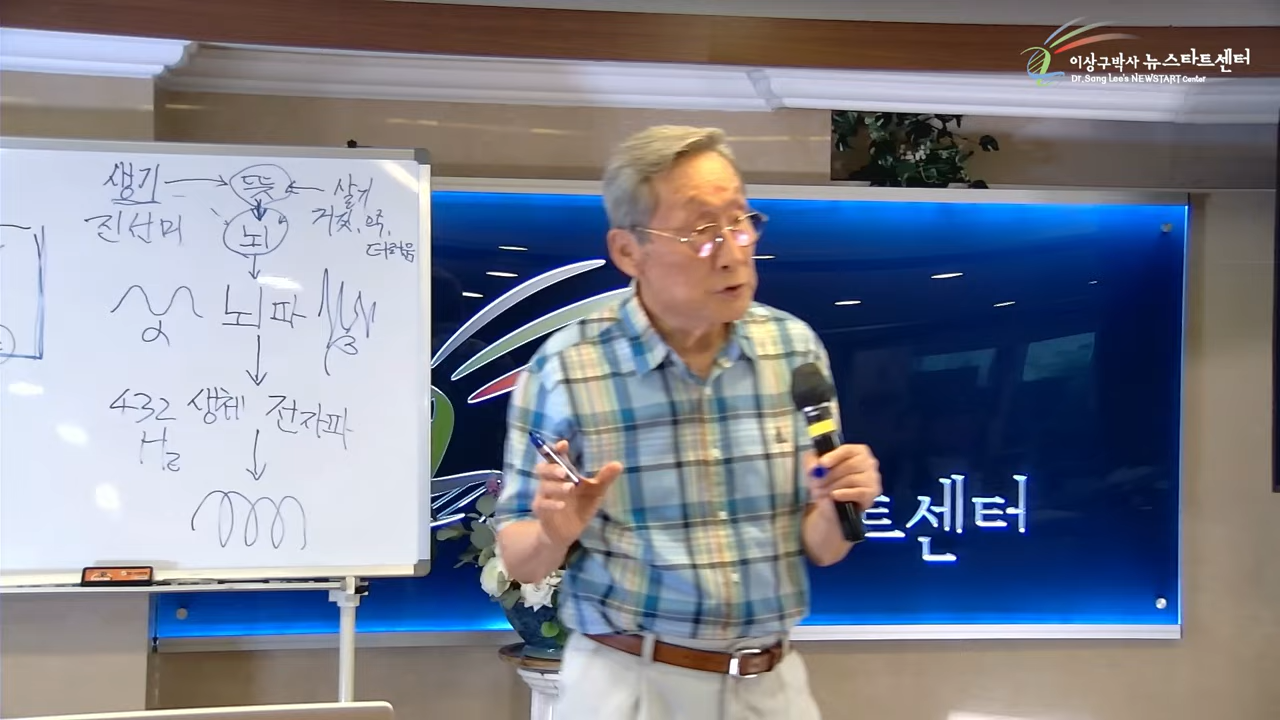 이상구박사 뉴스타트센터
Dr. Sang Lee's NEWSTART Center
생기 → 뜻 ← 살기
진선미 뇌 거짓, 악, 더러움
α 뇌파 β
432 생체 전자파
Hz
트센터